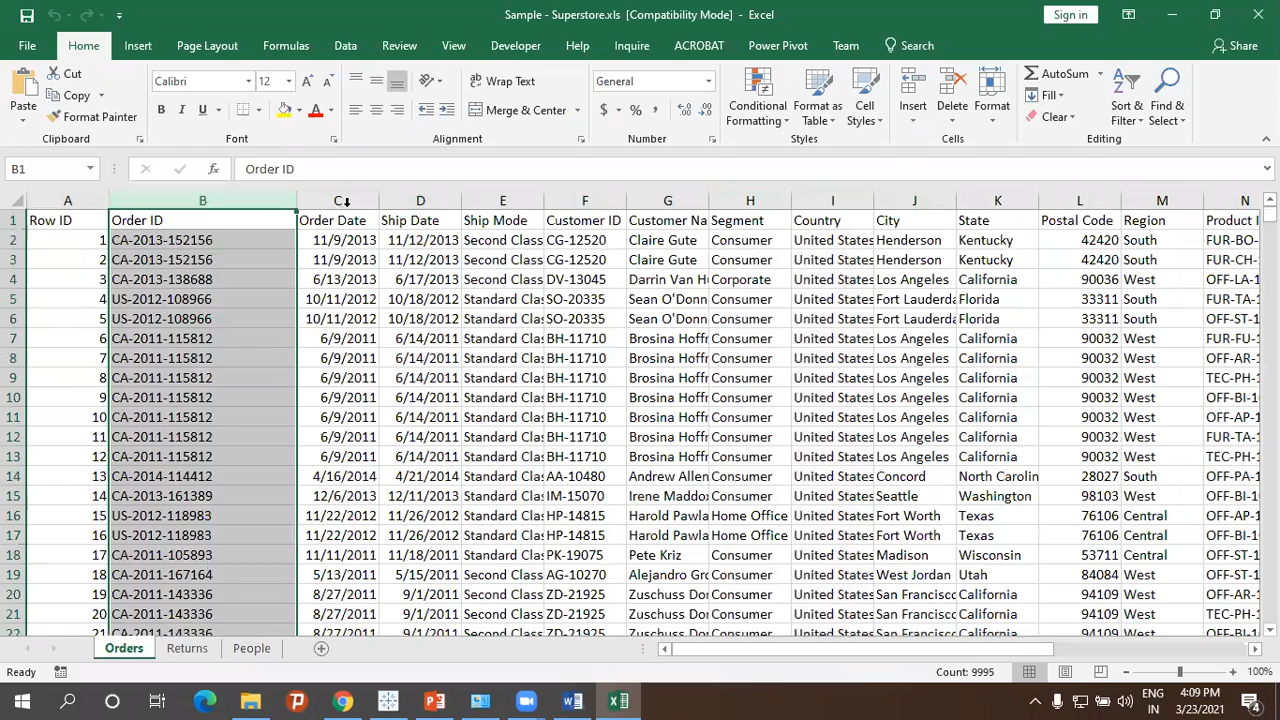 Sample - Superstore.xls [Compatibility Mode] - Excel
Sign in
File Home Insert Page Layout Formulas Data Review View Developer Help Inquire ACROBAT Power Pivot Team Search Share
Paste Cut Copy Format Painter Clipboard
Calibri 12 B I U A Font
Wrap Text Merge & Center Alignment
General $ % , Number
Conditional Formatting Format as Table Cell Styles Styles
Insert Delete Format Cells
AutoSum Fill Clear Sort & Filter Find & Select Editing
B1 fx Order ID
A B C D E F G H I J K L M N
1 Row ID Order ID Order Date Ship Date Ship Mode Customer ID Customer Na Segment Country City State Postal Code Region Product I
2 1 CA-2013-152156 11/9/2013 11/12/2013 Second Class CG-12520 Claire Gute Consumer United States Henderson Kentucky 42420 South FUR-BO-
3 2 CA-2013-152156 11/9/2013 11/12/2013 Second Class CG-12520 Claire Gute Consumer United States Henderson Kentucky 42420 South FUR-CH-
4 3 CA-2013-138688 6/13/2013 6/17/2013 Second Class DV-13045 Darrin Van H Corporate United States Los Angeles California 90036 West OFF-LA-1
5 4 US-2012-108966 10/11/2012 10/18/2012 Standard Clas SO-20335 Sean O'Donn Consumer United States Fort Lauderda Florida 33311 South FUR-TA-1
6 5 US-2012-108966 10/11/2012 10/18/2012 Standard Clas SO-20335 Sean O'Donn Consumer United States Fort Lauderda Florida 33311 South OFF-ST-1
7 6 CA-2011-115812 6/9/2011 6/14/2011 Standard Clas BH-11710 Brosina Hoff Consumer United States Los Angeles California 90032 West FUR-FU-
8 7 CA-2011-115812 6/9/2011 6/14/2011 Standard Clas BH-11710 Brosina Hoff Consumer United States Los Angeles California 90032 West OFF-AR-
9 8 CA-2011-115812 6/9/2011 6/14/2011 Standard Clas BH-11710 Brosina Hoff Consumer United States Los Angeles California 90032 West TEC-PH-1
10 9 CA-2011-115812 6/9/2011 6/14/2011 Standard Clas BH-11710 Brosina Hoff Consumer United States Los Angeles California 90032 West OFF-BI-1
11 10 CA-2011-115812 6/9/2011 6/14/2011 Standard Clas BH-11710 Brosina Hoff Consumer United States Los Angeles California 90032 West OFF-AP-1
12 11 CA-2011-115812 6/9/2011 6/14/2011 Standard Clas BH-11710 Brosina Hoff Consumer United States Los Angeles California 90032 West FUR-TA-1
13 12 CA-2011-115812 6/9/2011 6/14/2011 Standard Clas BH-11710 Brosina Hoff Consumer United States Los Angeles California 90032 West TEC-PH-1
14 13 CA-2014-114412 4/16/2014 4/21/2014 Standard Clas AA-10480 Andrew Allen Consumer United States Concord North Carolin 28027 South OFF-PA-1
15 14 CA-2013-161389 12/6/2013 12/11/2013 Standard Clas IM-15070 Irene Maddo Consumer United States Seattle Washington 98103 West OFF-BI-1
16 15 US-2012-118983 11/22/2012 11/26/2012 Standard Clas HP-14815 Harold Pawla Home Office United States Fort Worth Texas 76106 Central OFF-AP-1
17 16 US-2012-118983 11/22/2012 11/26/2012 Standard Clas HP-14815 Harold Pawla Home Office United States Fort Worth Texas 76106 Central OFF-BI-1
18 17 CA-2011-105893 11/11/2011 11/18/2011 Standard Clas PK-19075 Pete Kriz Consumer United States Madison Wisconsin 53711 Central OFF-ST-1
19 18 CA-2011-167164 5/13/2011 5/15/2011 Second Class AG-10270 Alejandro Gr Consumer United States West Jordan Utah 84084 West OFF-ST-1
20 19 CA-2011-143336 8/27/2011 9/1/2011 Second Class ZD-21925 Zuschuss Do Consumer United States San Francisco California 94109 West OFF-AR-
21 20 CA-2011-143336 8/27/2011 9/1/2011 Second Class ZD-21925 Zuschuss Do Consumer United States San Francisco California 94109 West TEC-PH-1
22 21 CA-2011-143336 8/27/2011 9/1/2011 Second Class ZD-21925 Zuschuss Do Consumer United States San Francisco California 94109 West OFF-BI-1
Orders Returns People
Ready Count: 9995 100%
ENG IN 4:09 PM 3/23/2021 4